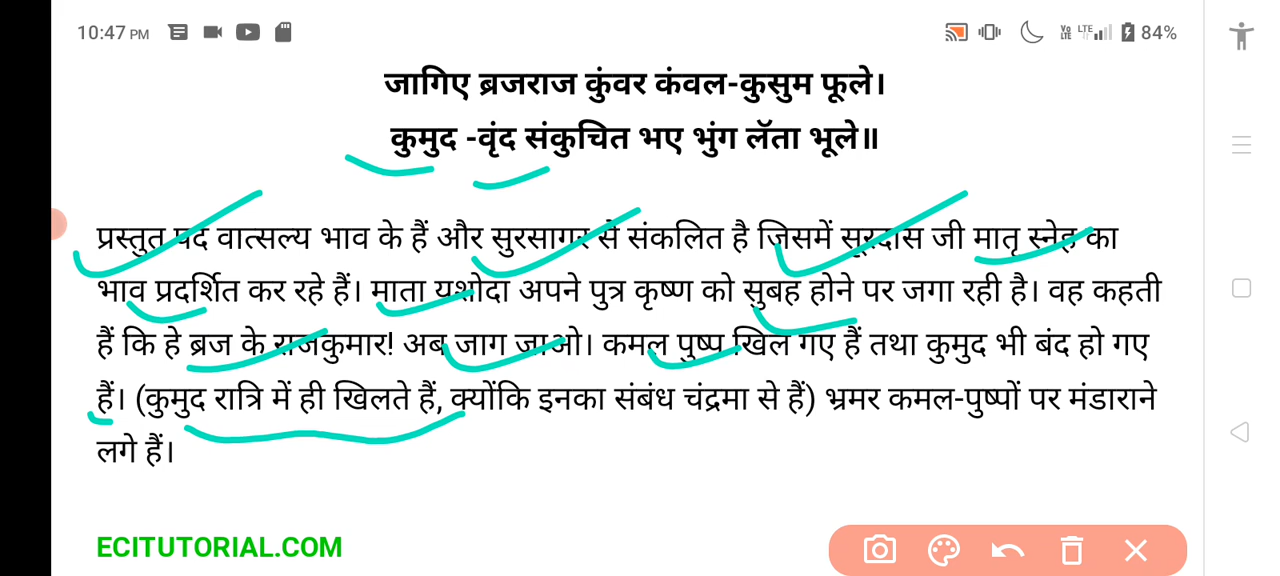 10:47 PM 84%
जागिए ब्रजराज कुंवर कंवल-कुसुम फूले।
कुमुद -वृंद संकुचित भए भुंग लॅता भूले॥
प्रस्तुत पद वात्सल्य भाव के हैं और सुरसागर से संकलित है जिसमें सूरदास जी मातृ स्नेह का
भाव प्रदर्शित कर रहे हैं। माता यशोदा अपने पुत्र कृष्ण को सुबह होने पर जगा रही है। वह कहती
हैं कि हे ब्रज के राजकुमार! अब जाग जाओ। कमल पुष्प खिल गए हैं तथा कुमुद भी बंद हो गए
हैं। (कुमुद रात्रि में ही खिलते हैं, क्योंकि इनका संबंध चंद्रमा से हैं) भ्रमर कमल-पुष्पों पर मंडाराने
लगे हैं।
ECITUTORIAL.COM